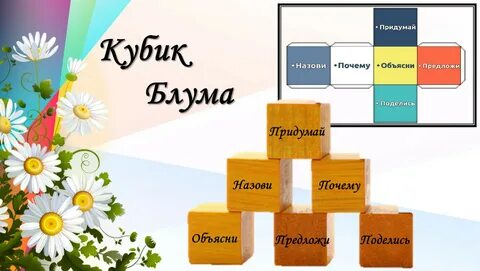 Кубик
Блума
• Придумай
• Назови
• Почему
• Объясни
• Предложи
• Поделись
Придумай
Назови
Почему
Объясни
Предложи
Поделись